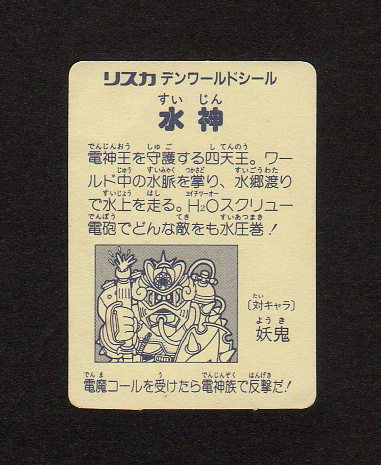 リスカ デンワールドシール
すい じん
水 神
でんじんおう しゅ ご し てんのう
電神王を守護する四天王。ワー
じゅう すいみゃく つかさど すいごうわた
ルド中の水脈を掌り、水郷渡り
すいじょう はし エイチツーオー
で水上を走る。H₂Oスクリュー
でんぽう てき すいあつまき
電砲でどんな敵をも水圧巻!
たい
〔対キャラ〕
よう き
妖鬼
でん ま う でんじんぞく はんげき
電魔コールを受けたら電神族で反撃だ!